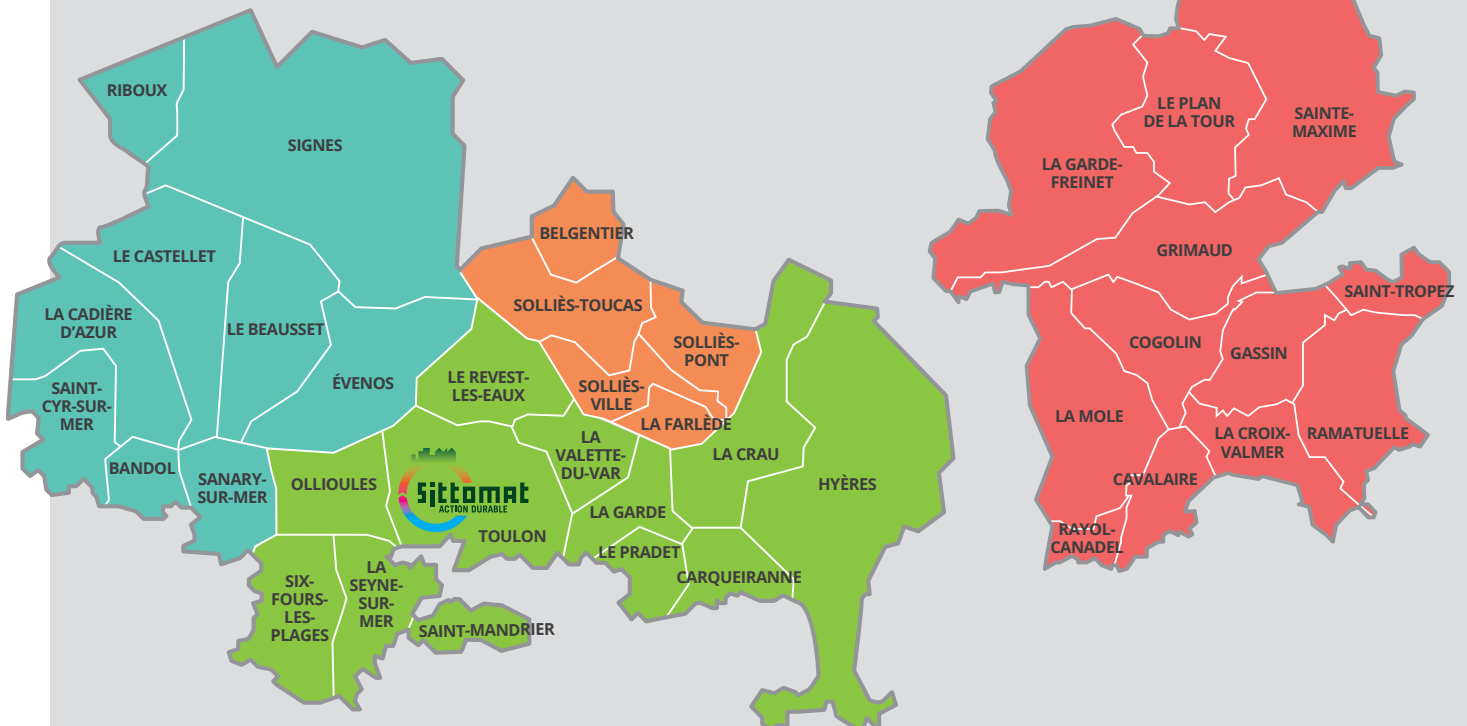 RIBOUX
SIGNES
LE CASTELLET
LA CADIÈRE
D'AZUR
LE BEAUSSET
SAINT-
CYR-SUR-
MER
ÉVENOS
BANDOL
SANARY-
SUR-MER
BELGENTIER
SOLLIÈS-TOUCAS
SOLLIÈS-
PONT
SOLLIÈS-
VILLE
LA FARLÈDE
LE REVEST-
LES-EAUX
LA
VALETTE-
DU-VAR
LA CRAU
HYÈRES
OLLIOULES
Sittomat
ACTION DURABLE
TOULON
LA GARDE
LE PRADET
CARQUEIRANNE
SIX-
FOURS-
LES-
PLAGES
LA
SEYNE-
SUR-
MER
SAINT-MANDRIER
LE PLAN
DE LA TOUR
SAINTE-
MAXIME
LA GARDE-
FREINET
GRIMAUD
SAINT-TROPEZ
COGOLIN
GASSIN
LA MOLE
LA CROIX-
VALMER
RAMATUELLE
CAVALAIRE
RAYOL-
CANADEL